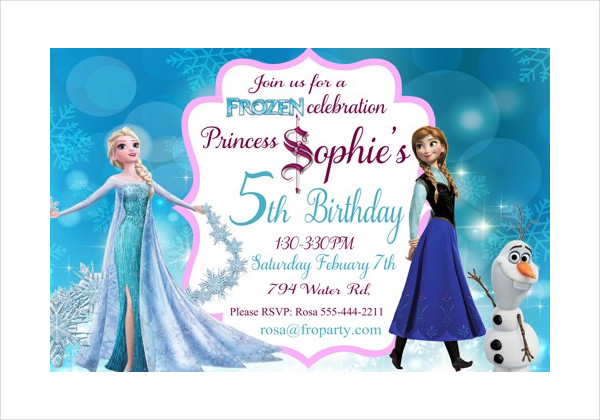 Join us for a
FROZEN celebration
Princess Sophie's
5th Birthday
130-330PM
Saturday Febuary 7th
794 Water Rd,
Please RSVP: Rosa 555-444-2211
rosa@froparty.com